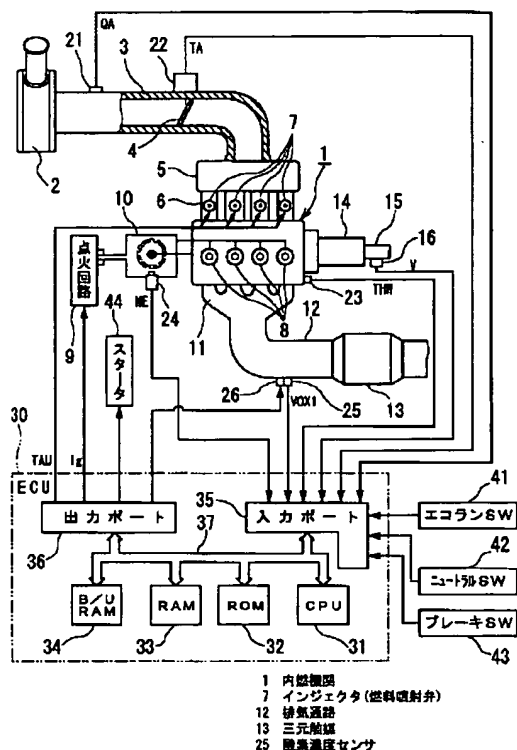 QA
21
22
TA
3
7
4
1
2
5
6
10
14
15
16
V
点火回路
44
24
THW
23
NE
9
11
8
12
スタータ
26
25
VOX1
13
30
TAU
Ig
ECU
35
41
出力ポート
37
入力ポート
エコランSW
36
42
ニュートラルSW
B/U
RAM
RAM
ROM
CPU
ブレーキSW
34
33
32
31
43
1 内燃機関
7 インジェクタ(燃料噴射弁)
12 排気通路
13 三元触媒
25 酸素濃度センサ